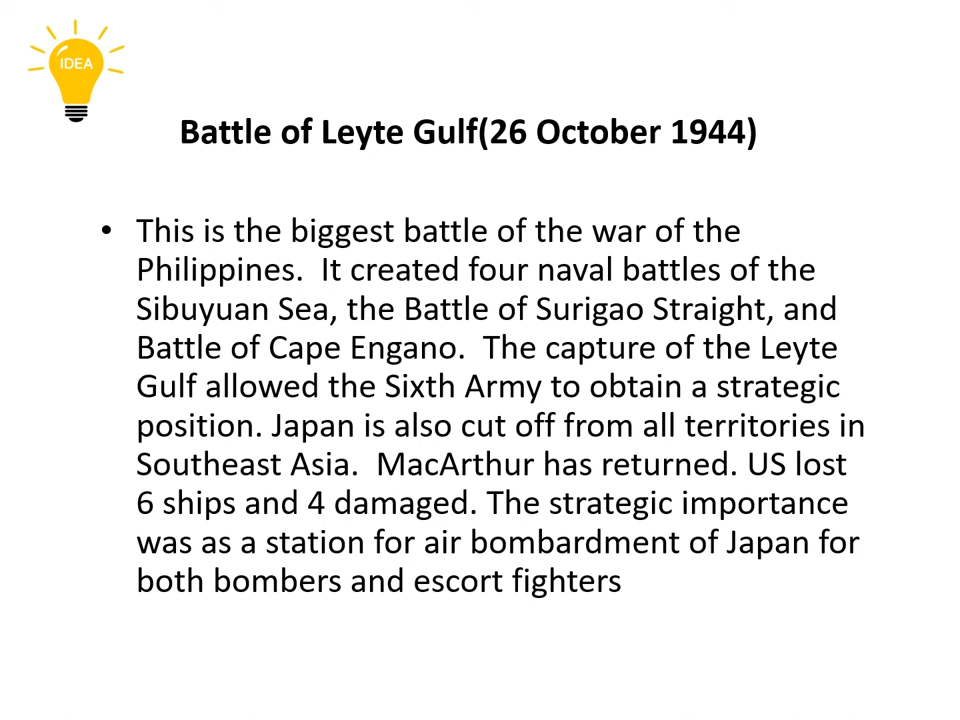 IDEA
Battle of Leyte Gulf(26 October 1944)
• This is the biggest battle of the war of the
Philippines.  It created four naval battles of the
Sibuyuan Sea, the Battle of Surigao Straight, and
Battle of Cape Engano.  The capture of the Leyte
Gulf allowed the Sixth Army to obtain a strategic
position. Japan is also cut off from all territories in
Southeast Asia.  MacArthur has returned. US lost
6 ships and 4 damaged. The strategic importance
was as a station for air bombardment of Japan for
both bombers and escort fighters